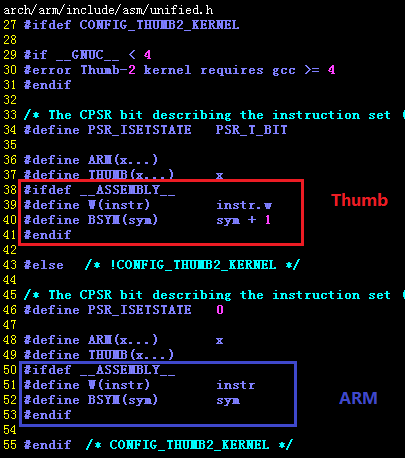 arch/arm/include/asm/unified.h
27 #ifdef CONFIG_THUMB2_KERNEL
28
29 #if __GNUC__ < 4
30 #error Thumb-2 kernel requires gcc >= 4
31 #endif
32
33 /* The CPSR bit describing the instruction set (
34 #define PSR_ISETSTATE   PSR_T_BIT
35
36 #define ARM(x...)
37 #define THUMB(x...)     x
38 #ifdef __ASSEMBLY__
39 #define W(instr)        instr.w
Thumb
40 #define BSYM(sym)       sym + 1
41 #endif
42
43 #else   /* !CONFIG_THUMB2_KERNEL */
44
45 /* The CPSR bit describing the instruction set (
46 #define PSR_ISETSTATE   0
47
48 #define ARM(x...)       x
49 #define THUMB(x...)
50 #ifdef __ASSEMBLY__
51 #define W(instr)        instr
ARM
52 #define BSYM(sym)       sym
53 #endif
54
55 #endif  /* CONFIG_THUMB2_KERNEL */